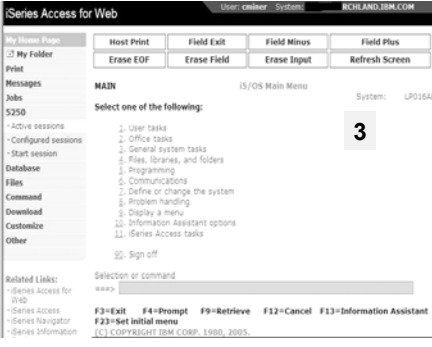 iSeries Access for Web
User: cminer System: RCHLAND.IBM.COM
My Home Page
My Folder
Print
Messages
Jobs
5250
- Active sessions
- Configured sessions
- Start session
Database
Files
Command
Download
Customize
Other
Related Links:
- iSeries Access for
Web
- iSeries Access
- iSeries Navigator
- iSeries Information
Host Print Field Exit Field Minus Field Plus
Erase EOF Erase Field Erase Input Refresh Screen
MAIN i5/OS Main Menu
System: LP016A
Select one of the following:
3
1. User tasks
2. Office tasks
3. General system tasks
4. Files, libraries, and folders
5. Programming
6. Communications
7. Define or change the system
8. Problem handling
9. Display a menu
10. Information Assistant options
11. iSeries Access tasks
90. Sign off
Selection or command
===>
F3=Exit F4=Prompt F9=Retrieve F12=Cancel F13=Information Assistant
F23=Set initial menu
(C) COPYRIGHT IBM CORP. 1980, 2005.